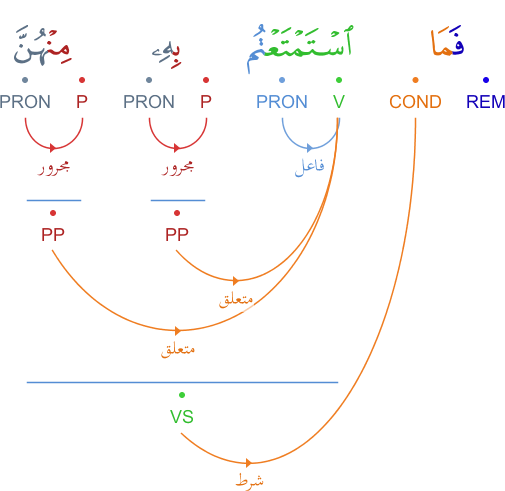 فَمَا ٱسْتَمْتَعْتُم بِهِۦ مِنْهُنَّ
REM COND V PRON P PRON P PRON
فاعل مجرور مجرور
PP PP
متعلق
متعلق
VS
شرط